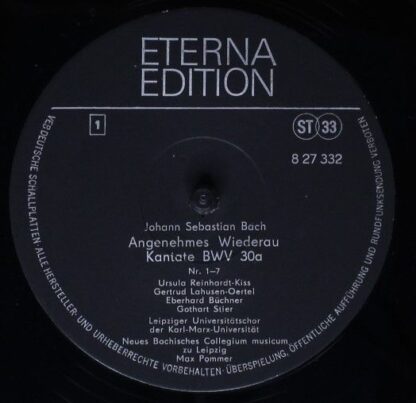 ETERNA
EDITION
1
ST 33
8 27 332
Johann Sebastian Bach
Angenehmes Wiederau
Kantate BWV 30a
Nr. 1–7
Ursula Reinhardt-Kiss
Gertrud Lahusen-Oertel
Eberhard Büchner
Gothart Stier
Leipziger Universitätschor
der Karl-Marx-Universität
Neues Bachisches Collegium musicum
zu Leipzig
Max Pommer
VEB DEUTSCHE SCHALLPLATTEN · ALLE HERSTELLER- UND URHEBERRECHTE VORBEHALTEN · ÜBERSPIELUNG, ÖFFENTLICHE AUFFÜHRUNG UND RUNDFUNKSENDUNG VERBOTEN